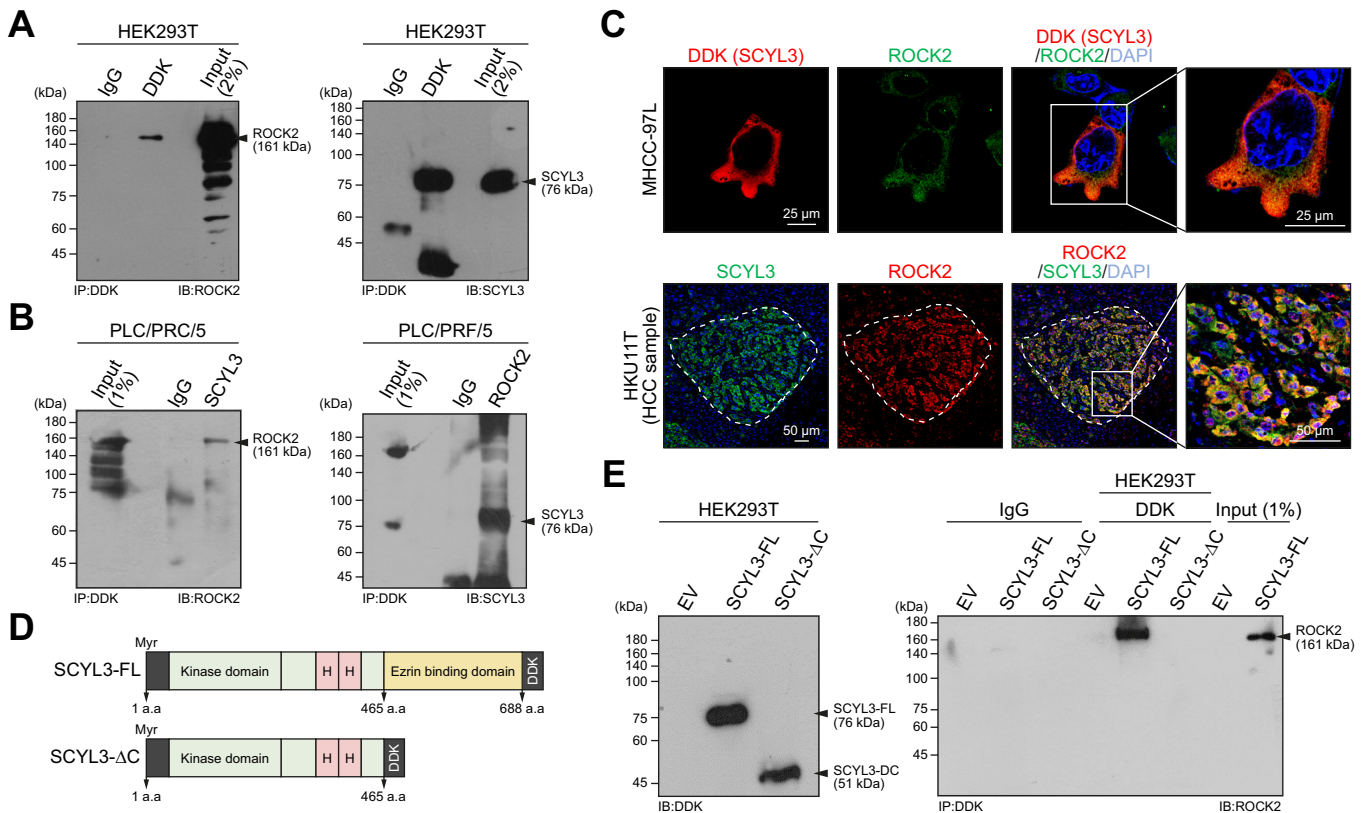 A
HEK293T
IgG
DDK
Input
(2%)
(kDa)
180
160
140
100
75
60
45
ROCK2
(161 kDa)
IP:DDK
IB:ROCK2
HEK293T
IgG
DDK
Input
(2%)
(kDa)
180
160
140
100
75
60
45
SCYL3
(76 kDa)
IP:DDK
IB:SCYL3
B
PLC/PRC/5
Input
(1%)
IgG
SCYL3
(kDa)
180
160
140
100
75
60
45
ROCK2
(161 kDa)
IP:DDK
IB:ROCK2
PLC/PRF/5
Input
(1%)
IgG
ROCK2
(kDa)
180
160
140
100
75
60
45
SCYL3
(76 kDa)
IP:DDK
IB:SCYL3
C
MHCC-97L
DDK (SCYL3)
ROCK2
DDK (SCYL3)
/ROCK2/DAPI
25 µm
25 µm
HKU11T
(HCC sample)
SCYL3
ROCK2
ROCK2
/SCYL3/DAPI
50 µm
50 µm
D
SCYL3-FL
Myr
Kinase domain
H
H
Ezrin binding domain
DDK
1 a.a
465 a.a
688 a.a
SCYL3-ΔC
Myr
Kinase domain
H
H
DDK
1 a.a
465 a.a
E
HEK293T
EV
SCYL3-FL
SCYL3-ΔC
(kDa)
180
160
140
100
75
60
45
SCYL3-FL
(76 kDa)
SCYL3-DC
(51 kDa)
IB:DDK
HEK293T
IgG
DDK
Input (1%)
EV
SCYL3-FL
SCYL3-ΔC
EV
SCYL3-FL
SCYL3-ΔC
EV
SCYL3-FL
(kDa)
180
160
140
100
75
60
45
ROCK2
(161 kDa)
IP:DDK
IB:ROCK2